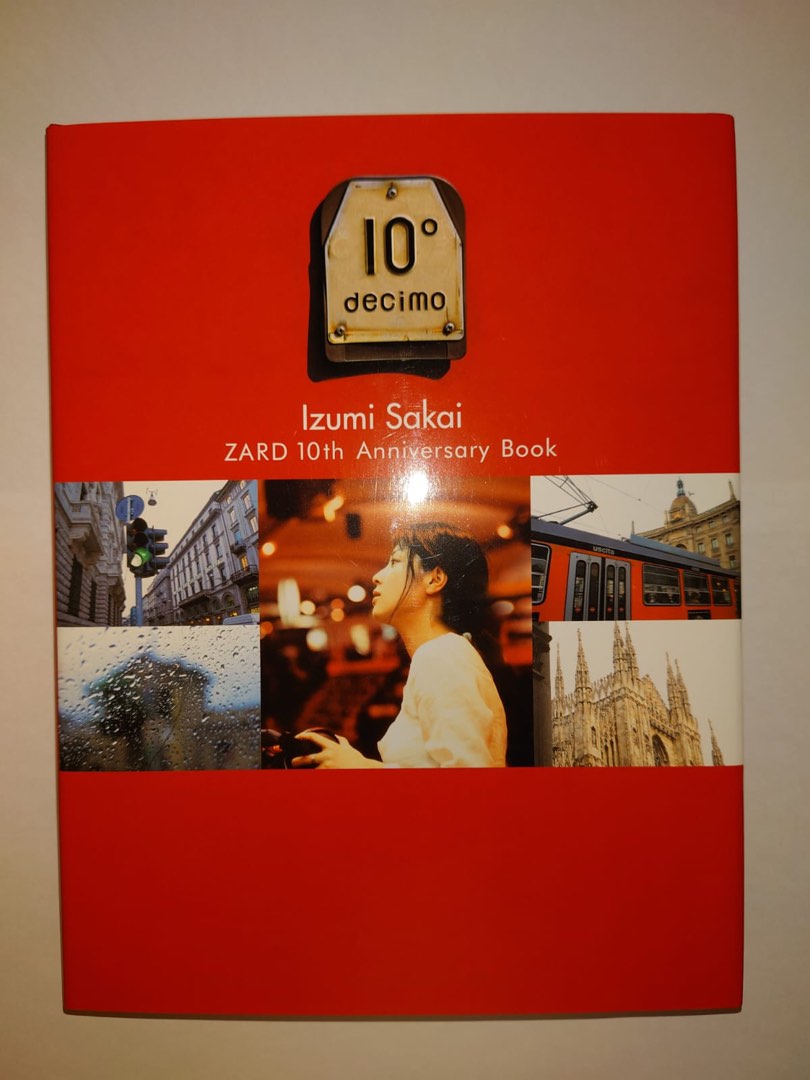 10°
decimo
Izumi Sakai
ZARD 10th Anniversary Book
uscita